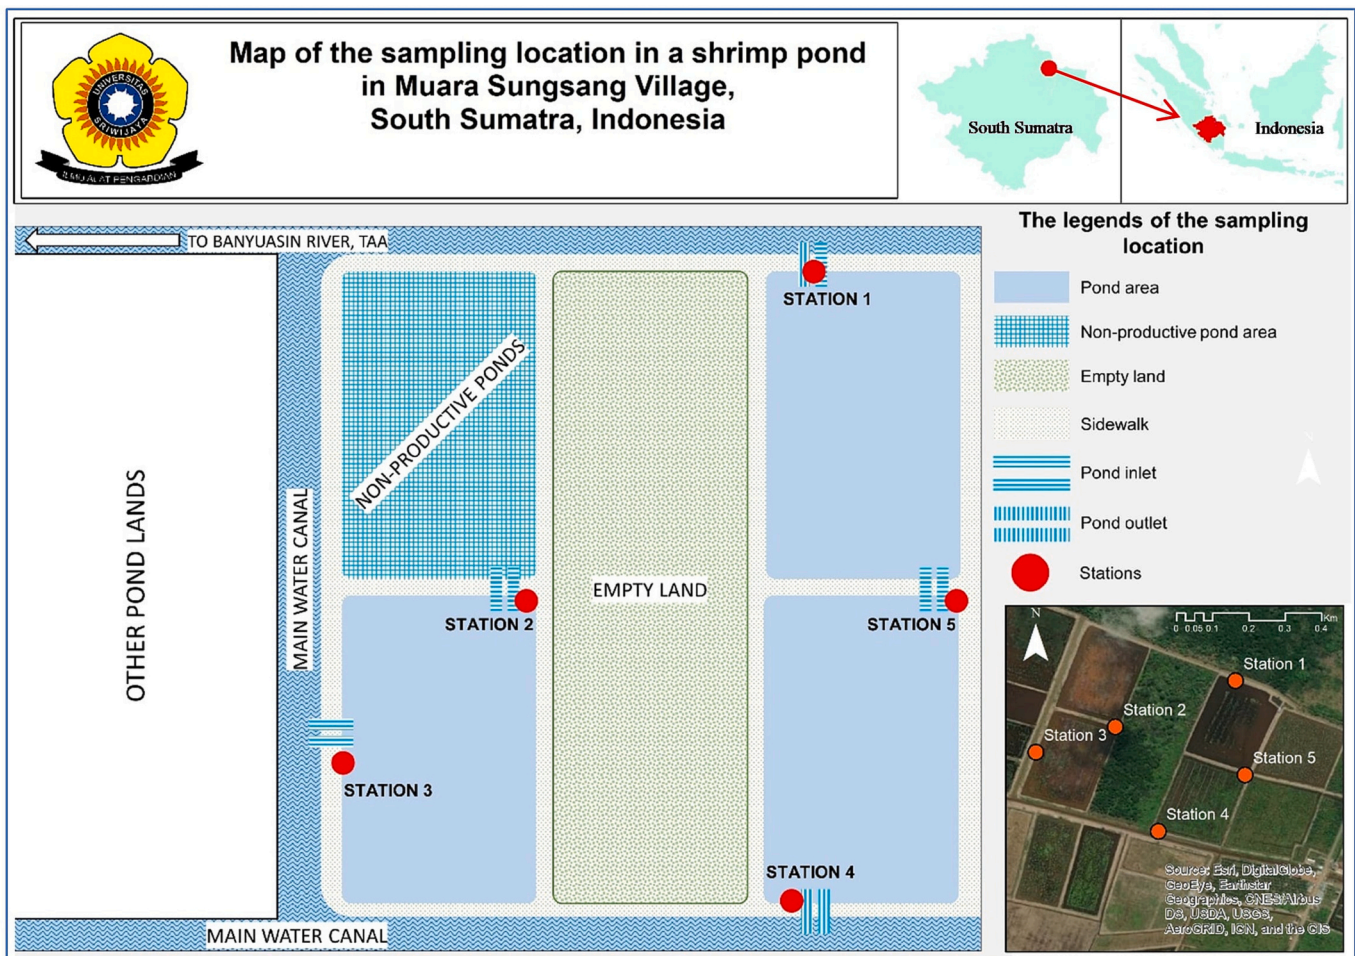 Map of the sampling location in a shrimp pond
in Muara Sungsang Village,
South Sumatra, Indonesia
UNIVERSITAS
SRIWIJAYA
ILMU ALAT PENGABDIAN
South Sumatra
Indonesia
TO BANYUASIN RIVER, TAA
STATION 1
NON-PRODUCTIVE PONDS
OTHER POND LANDS
MAIN WATER CANAL
EMPTY LAND
STATION 2
STATION 5
STATION 3
STATION 4
MAIN WATER CANAL
The legends of the sampling
location
Pond area
Non-productive pond area
Empty land
Sidewalk
N
Pond inlet
Pond outlet
Stations
N
Km
0 0.05 0.1 0.2 0.3 0.4
Station 1
Station 2
Station 3
Station 5
Station 4
Source: Esri, DigitalGlobe,
GeoEye, Earthstar
Geographics, CNES/Airbus
DS, USDA, USGS,
AeroGRID, IGN, and the GIS